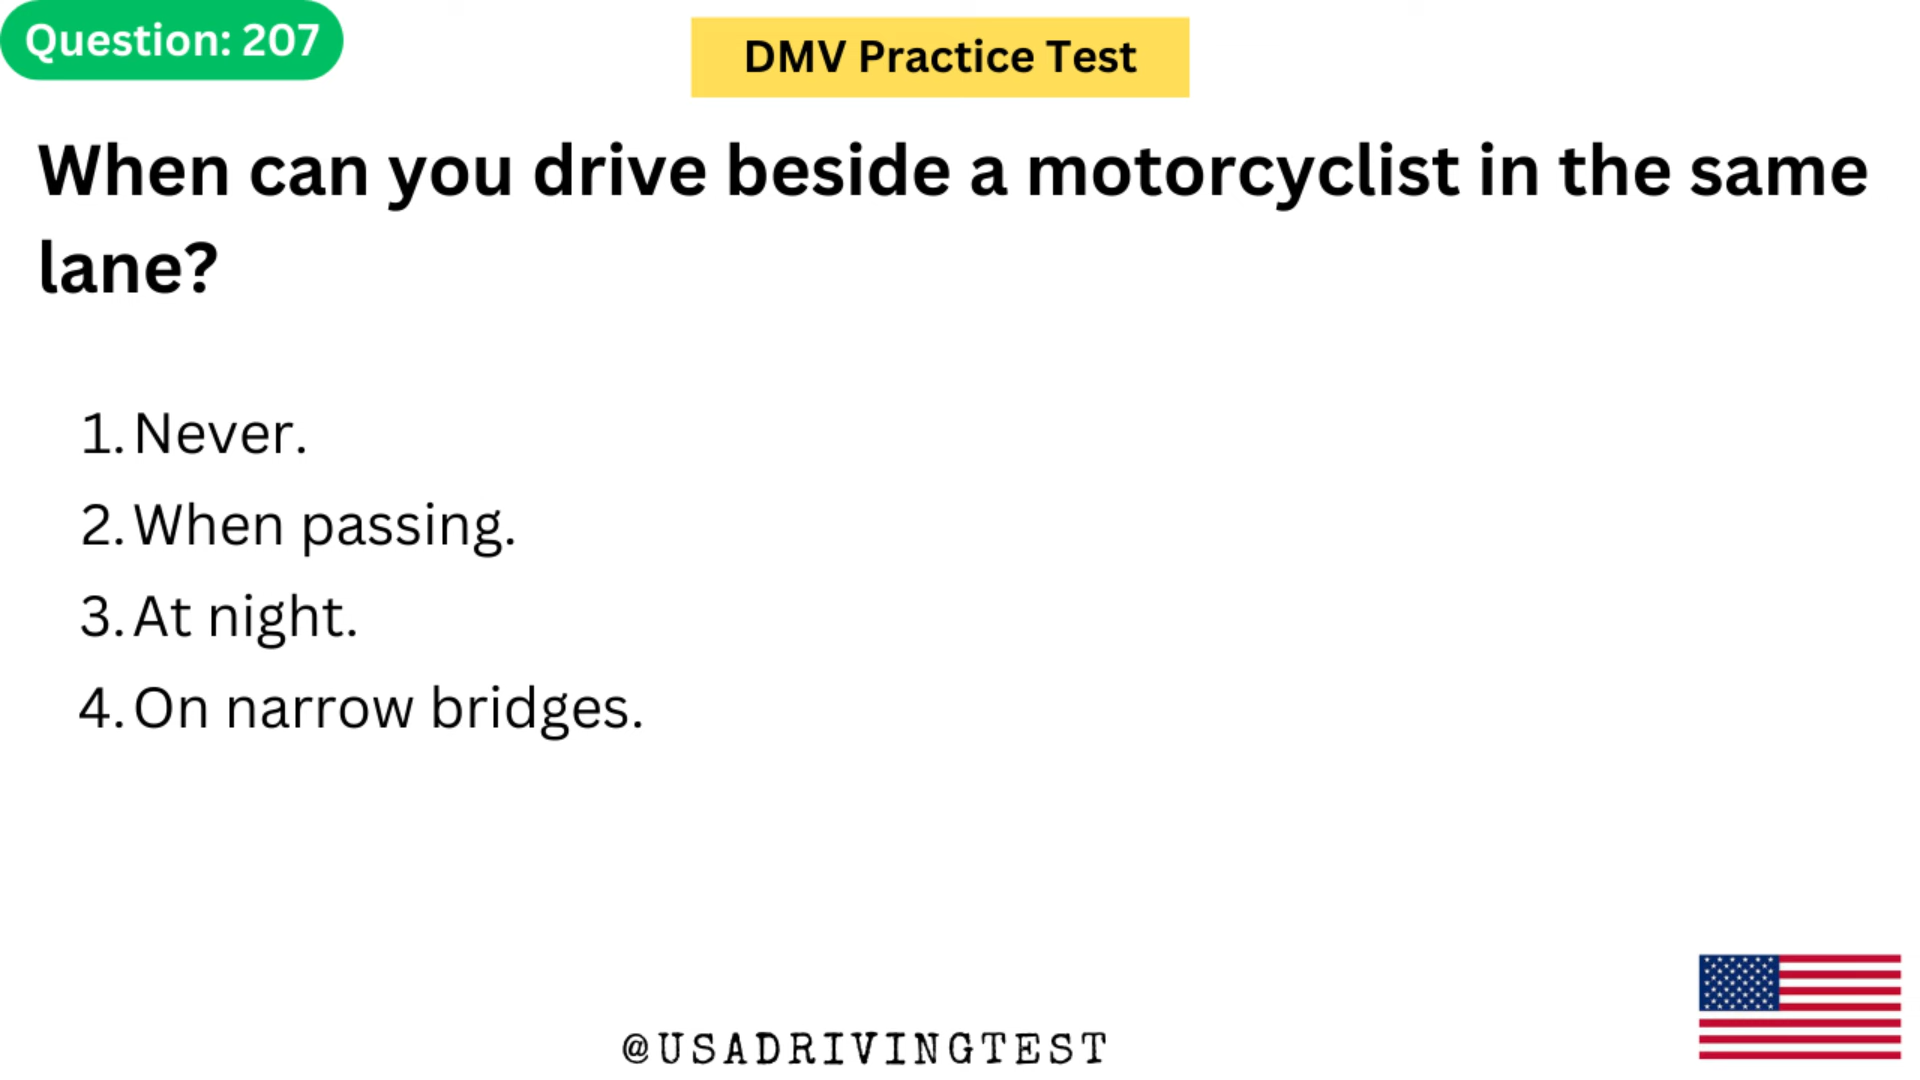 Question: 207
DMV Practice Test
When can you drive beside a motorcyclist in the same
lane?
1. Never.
2. When passing.
3. At night.
4. On narrow bridges.
@USADRIVINGTEST